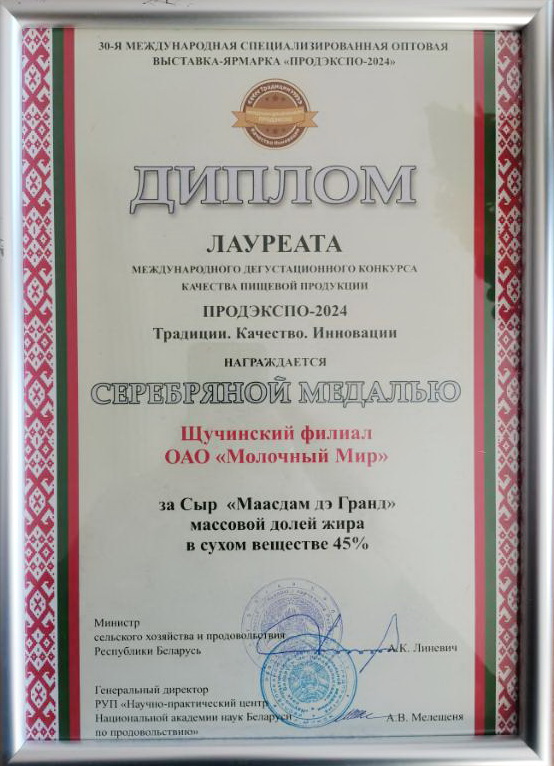 30-Я МЕЖДУНАРОДНАЯ СПЕЦИАЛИЗИРОВАННАЯ ОПТОВАЯ
ВЫСТАВКА-ЯРМАРКА «ПРОДЭКСПО-2024»
ДИПЛОМ
ЛАУРЕАТА
МЕЖДУНАРОДНОГО ДЕГУСТАЦИОННОГО КОНКУРСА
КАЧЕСТВА ПИЩЕВОЙ ПРОДУКЦИИ
ПРОДЭКСПО-2024
Традиции. Качество. Инновации
НАГРАЖДАЕТСЯ
СЕРЕБРЯНОЙ МЕДАЛЬЮ
Щучинский филиал
ОАО «Молочный Мир»
за Сыр «Маасдам дэ Гранд»
массовой долей жира
в сухом веществе 45%
Министр
сельского хозяйства и продовольствия
Республики Беларусь
А.К. Линевич
Генеральный директор
РУП «Научно-практический центр
Национальной академии наук Беларуси
по продовольствию»
А.В. Мелещеня